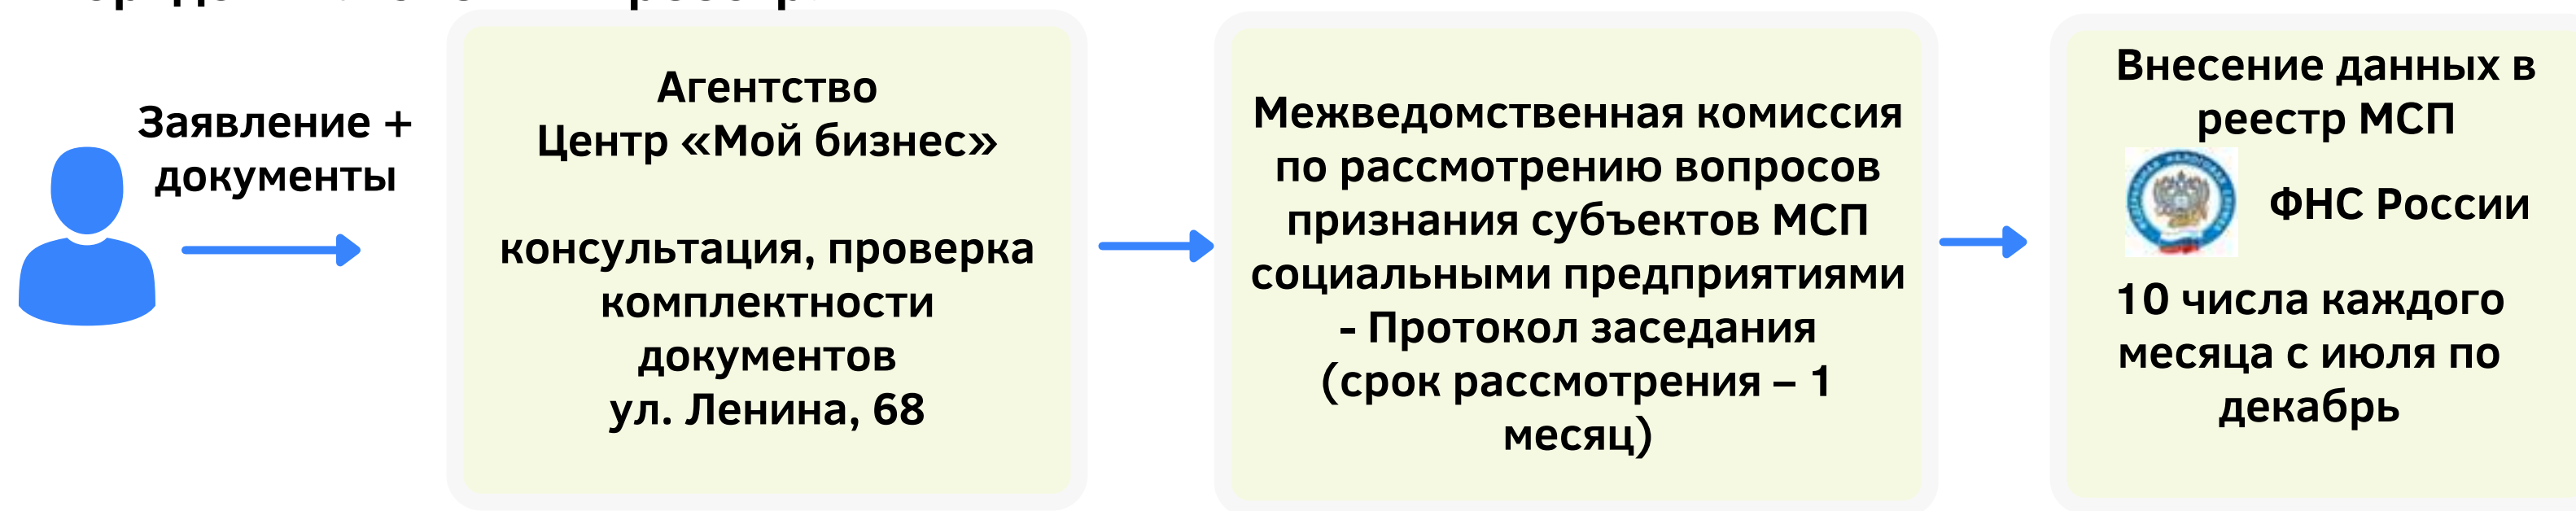 Заявление +
документы
Агентство
Центр «Мой бизнес»
консультация, проверка
комплектности
документов
ул. Ленина, 68
Межведомственная комиссия
по рассмотрению вопросов
признания субъектов МСП
социальными предприятиями
- Протокол заседания
(срок рассмотрения – 1
месяц)
Внесение данных в
реестр МСП
ФНС России
10 числа каждого
месяца с июля по
декабрь